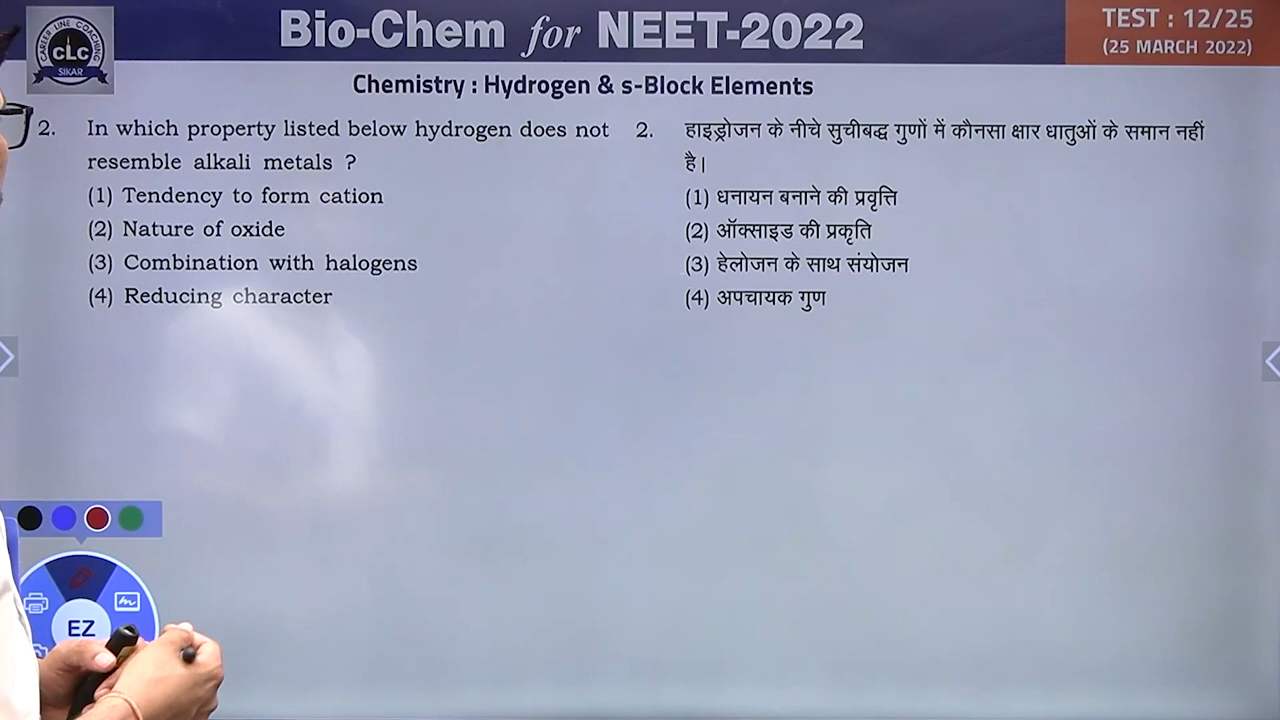 Bio-Chem for NEET-2022
TEST : 12/25
(25 MARCH 2022)
CAREER LINE COACHING
CLC
SIKAR
Chemistry : Hydrogen & s-Block Elements
2. In which property listed below hydrogen does not
resemble alkali metals ?
(1) Tendency to form cation
(2) Nature of oxide
(3) Combination with halogens
(4) Reducing character
2. हाइड्रोजन के नीचे सुचीबद्ध गुणों में कौनसा क्षार धातुओं के समान नहीं
है।
(1) धनायन बनाने की प्रवृत्ति
(2) ऑक्साइड की प्रकृति
(3) हेलोजन के साथ संयोजन
(4) अपचायक गुण
EZ